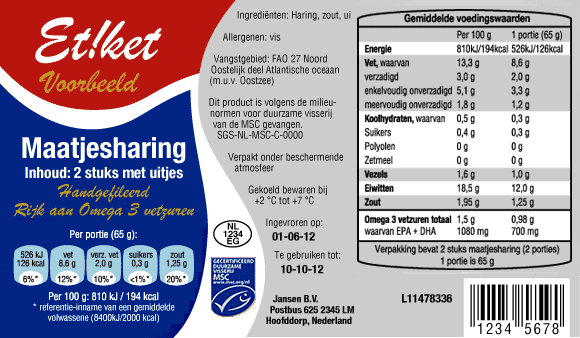 Et!ket
Voorbeeld
Maatjesharing
Inhoud: 2 stuks met uitjes
Handgefileerd
Rijk aan Omega 3 vetzuren
Per portie (65 g):
526 kJ 126 kcal 6%*
vet 8,6 g 12%*
verz. vet 2,0 g 10%*
suikers 0,3 g <1%*
zout 1,25 g 20%*
Per 100 g: 810 kJ / 194 kcal
* referentie-inname van een gemiddelde
volwassene (8400kJ/2000 kcal)
Ingrediënten: Haring, zout, ui
Allergenen: vis
Vangstgebied: FAO 27 Noord
Oostelijk deel Atlantische oceaan
(m.u.v. Oostzee)
Dit product is volgens de milieu-
normen voor duurzame visserij
van de MSC gevangen.
SGS-NL-MSC-C-0000
Verpakt onder beschermende
atmosfeer
Gekoeld bewaren bij
+2 °C tot +7 °C
NL
1234
EG
Ingevroren op:
01-06-12
Te gebruiken tot:
10-10-12
GECERTIFICEERD
DUURZAME
VISSERIJ
MSC
www.msc.org/nl
Jansen B.V.
Postbus 625 2345 LM
Hoofddorp, Nederland
Gemiddelde voedingswaarden
Per 100 g 1 portie (65 g)
Energie 810kJ/194kcal 526kJ/126kcal
Vet, waarvan 13,3 g 8,6 g
verzadigd 3,0 g 2,0 g
enkelvoudig onverzadigd 5,1 g 3,3 g
meervoudig onverzadigd 1,8 g 1,2 g
Koolhydraten, waarvan 0,5 g 0,3 g
Suikers 0,4 g 0,3 g
Polyolen 0 g 0 g
Zetmeel 0 g 0 g
Vezels 1,6 g 1,0 g
Eiwitten 18,5 g 12,0 g
Zout 1,95 g 1,25 g
Omega 3 vetzuren totaal 1,5 g 0,98 g
waarvan EPA + DHA 1080 mg 700 mg
Verpakking bevat 2 stuks maatjesharing (2 porties)
1 portie is 65 g
L11478336
1234 5678